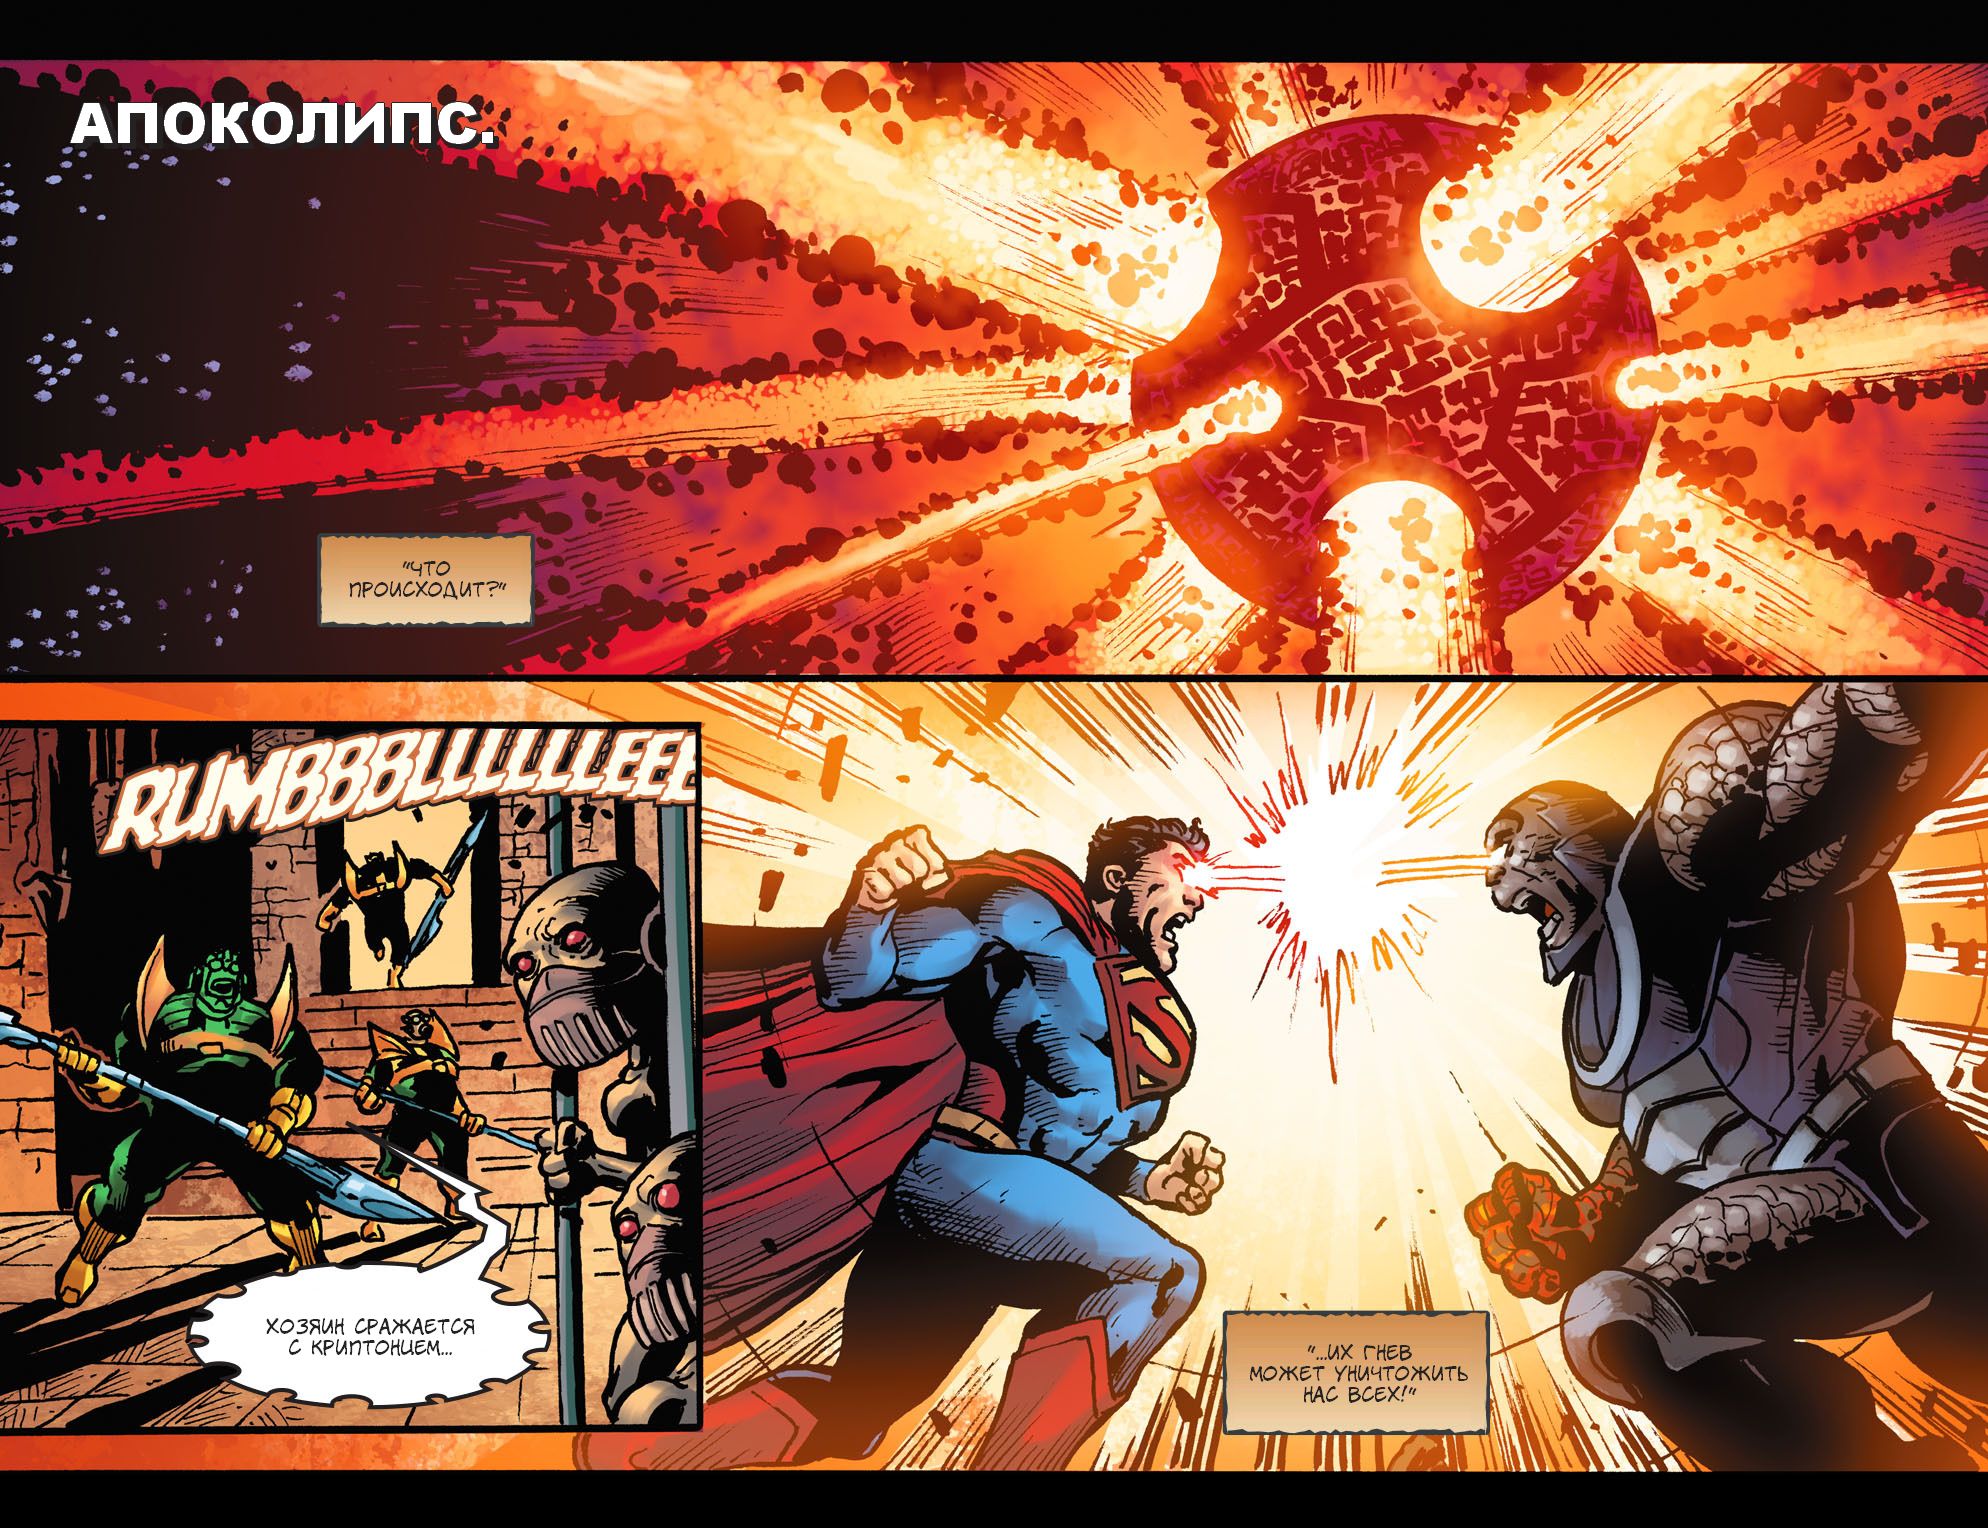 АПОКОЛИПС.
"ЧТО
ПРОИСХОДИТ?"
RUMBBBLLLLLLLEEE
ХОЗЯИН СРАЖАЕТСЯ
С КРИПТОНЦЕМ...
"...ИХ ГНЕВ
МОЖЕТ УНИЧТОЖИТЬ
НАС ВСЕХ!"